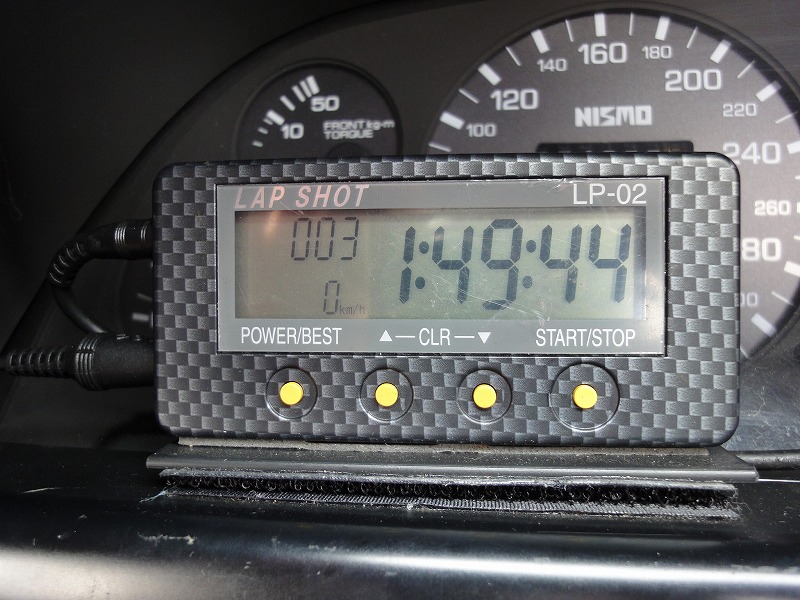 50
10
FRONT kg-m
TORQUE
100
120
140
160
180
200
220
240
260
NISMO
LAP SHOT
LP-02
003
1:49:44
0km/h
POWER/BEST
▲—CLR—▼
START/STOP